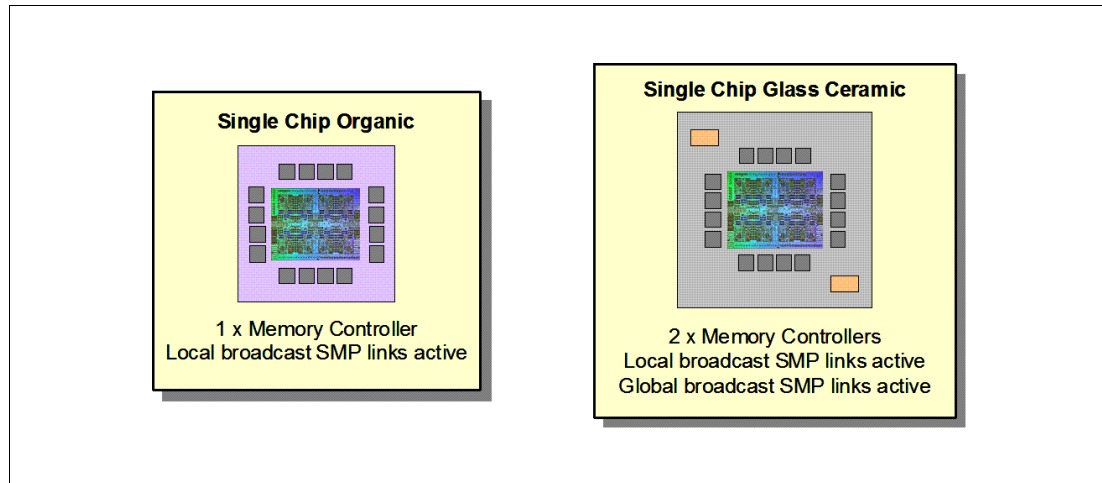 Single Chip Organic
1 x Memory Controller
Local broadcast SMP links active
Single Chip Glass Ceramic
2 x Memory Controllers
Local broadcast SMP links active
Global broadcast SMP links active